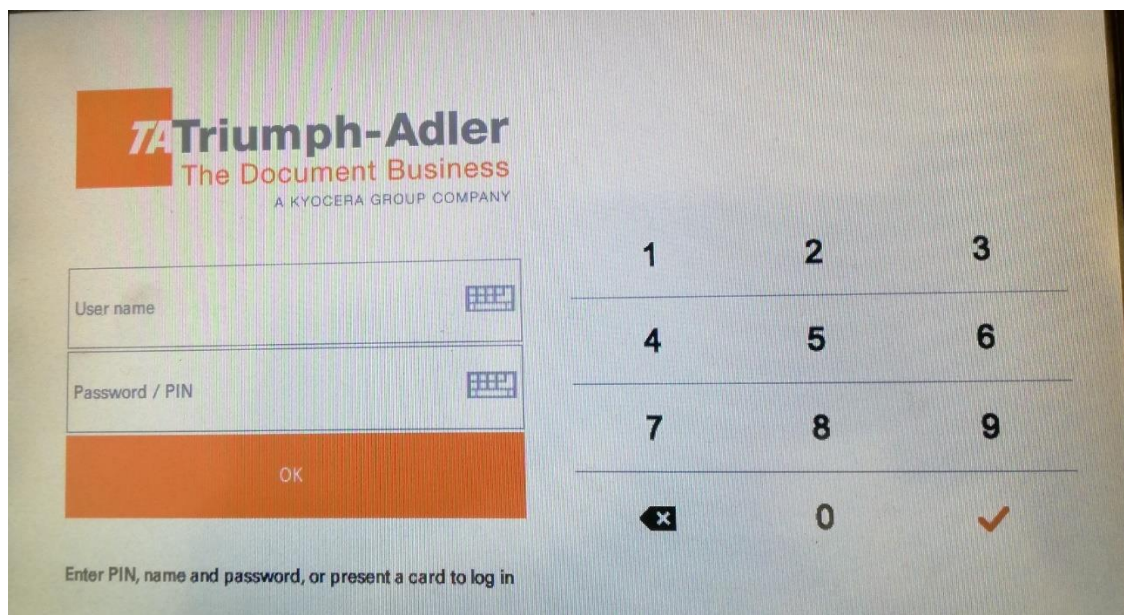 TA Triumph-Adler
The Document Business
A KYOCERA GROUP COMPANY
User name
Password / PIN
OK
Enter PIN, name and password, or present a card to log in
1 2 3
4 5 6
7 8 9
0